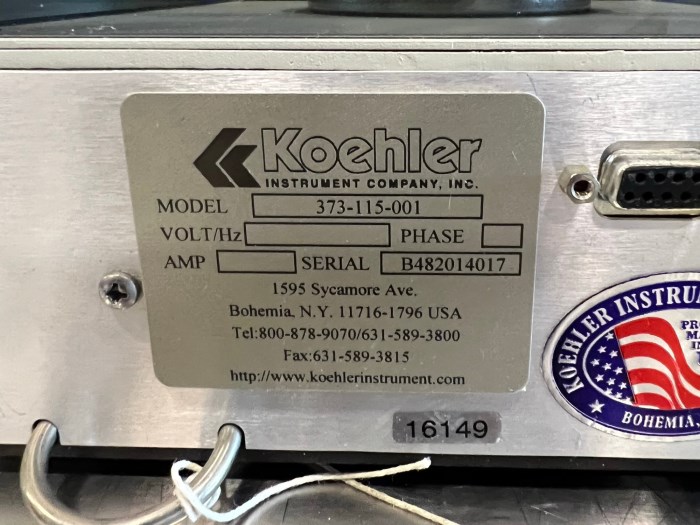 Koehler
INSTRUMENT COMPANY, INC.
MODEL 373-115-001
VOLT/Hz PHASE
AMP SERIAL B482014017
1595 Sycamore Ave.
Bohemia, N.Y. 11716-1796 USA
Tel:800-878-9070/631-589-3800
Fax:631-589-3815
http://www.koehlerinstrument.com
16149
KOEHLER INSTRU
BOHEMIA,